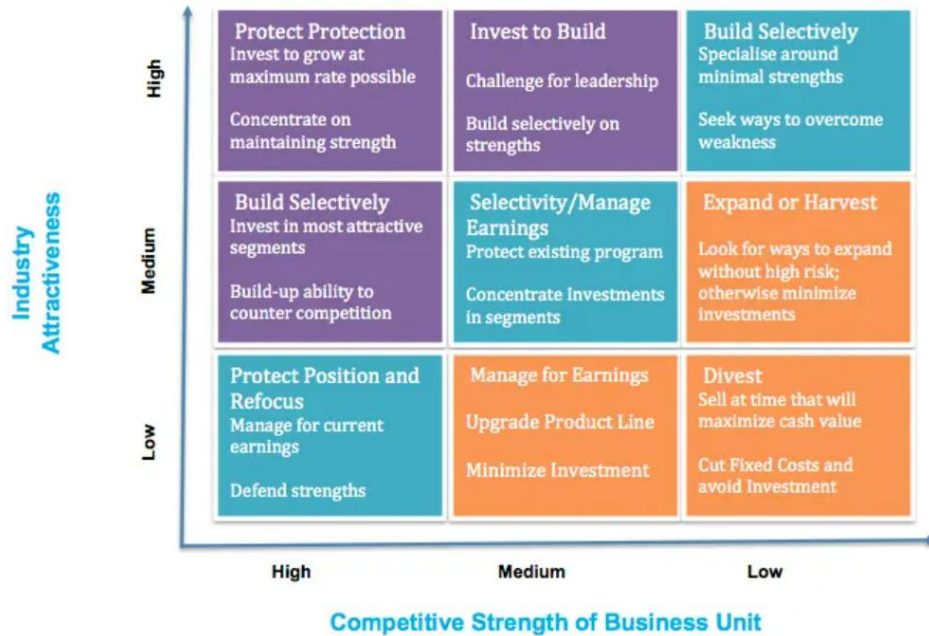 Industry
Attractiveness
High
Medium
Low
Protect Protection
Invest to grow at
maximum rate possible
Concentrate on
maintaining strength
Invest to Build
Challenge for leadership
Build selectively on
strengths
Build Selectively
Specialise around
minimal strengths
Seek ways to overcome
weakness
Build Selectively
Invest in most attractive
segments
Build-up ability to
counter competition
Selectivity/Manage
Earnings
Protect existing program
Concentrate Investments
in segments
Expand or Harvest
Look for ways to expand
without high risk;
otherwise minimize
investments
Protect Position and
Refocus
Manage for current
earnings
Defend strengths
Manage for Earnings
Upgrade Product Line
Minimize Investment
Divest
Sell at time that will
maximize cash value
Cut Fixed Costs and
avoid Investment
High
Medium
Low
Competitive Strength of Business Unit